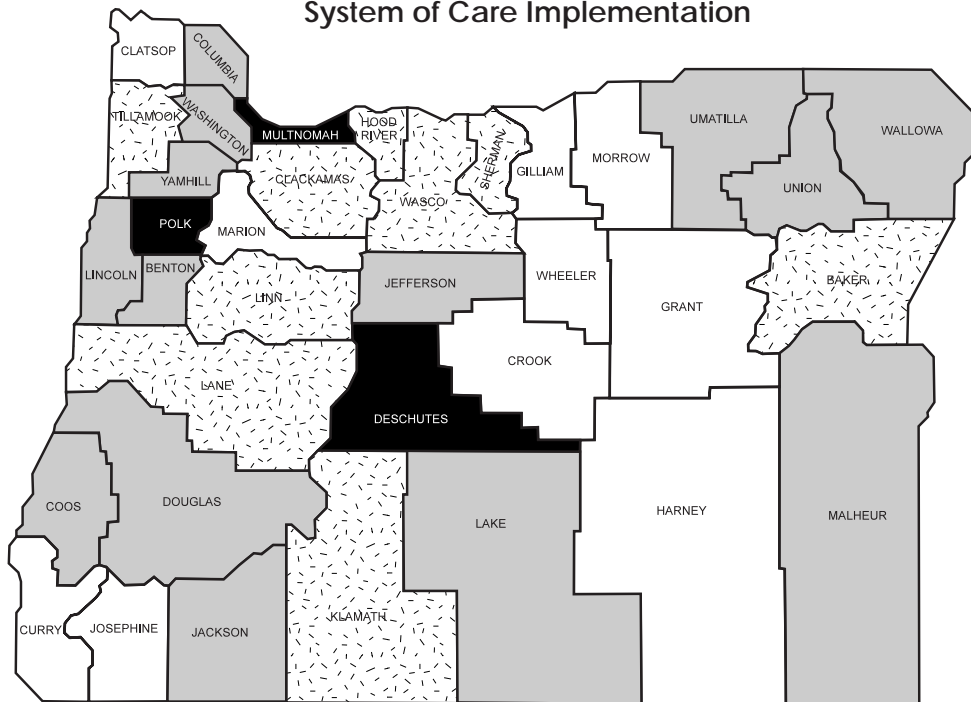 System of Care Implementation
CLATSOP
COLUMBIA
TILLAMOOK
WASHINGTON
MULTNOMAH
HOOD
RIVER
SHERMAN
GILLIAM
MORROW
UMATILLA
WALLOWA
UNION
YAMHILL
CLACKAMAS
WASCO
POLK
MARION
LINCOLN
BENTON
JEFFERSON
WHEELER
GRANT
BAKER
LINN
CROOK
LANE
DESCHUTES
COOS
DOUGLAS
LAKE
HARNEY
MALHEUR
CURRY
JOSEPHINE
JACKSON
KLAMATH